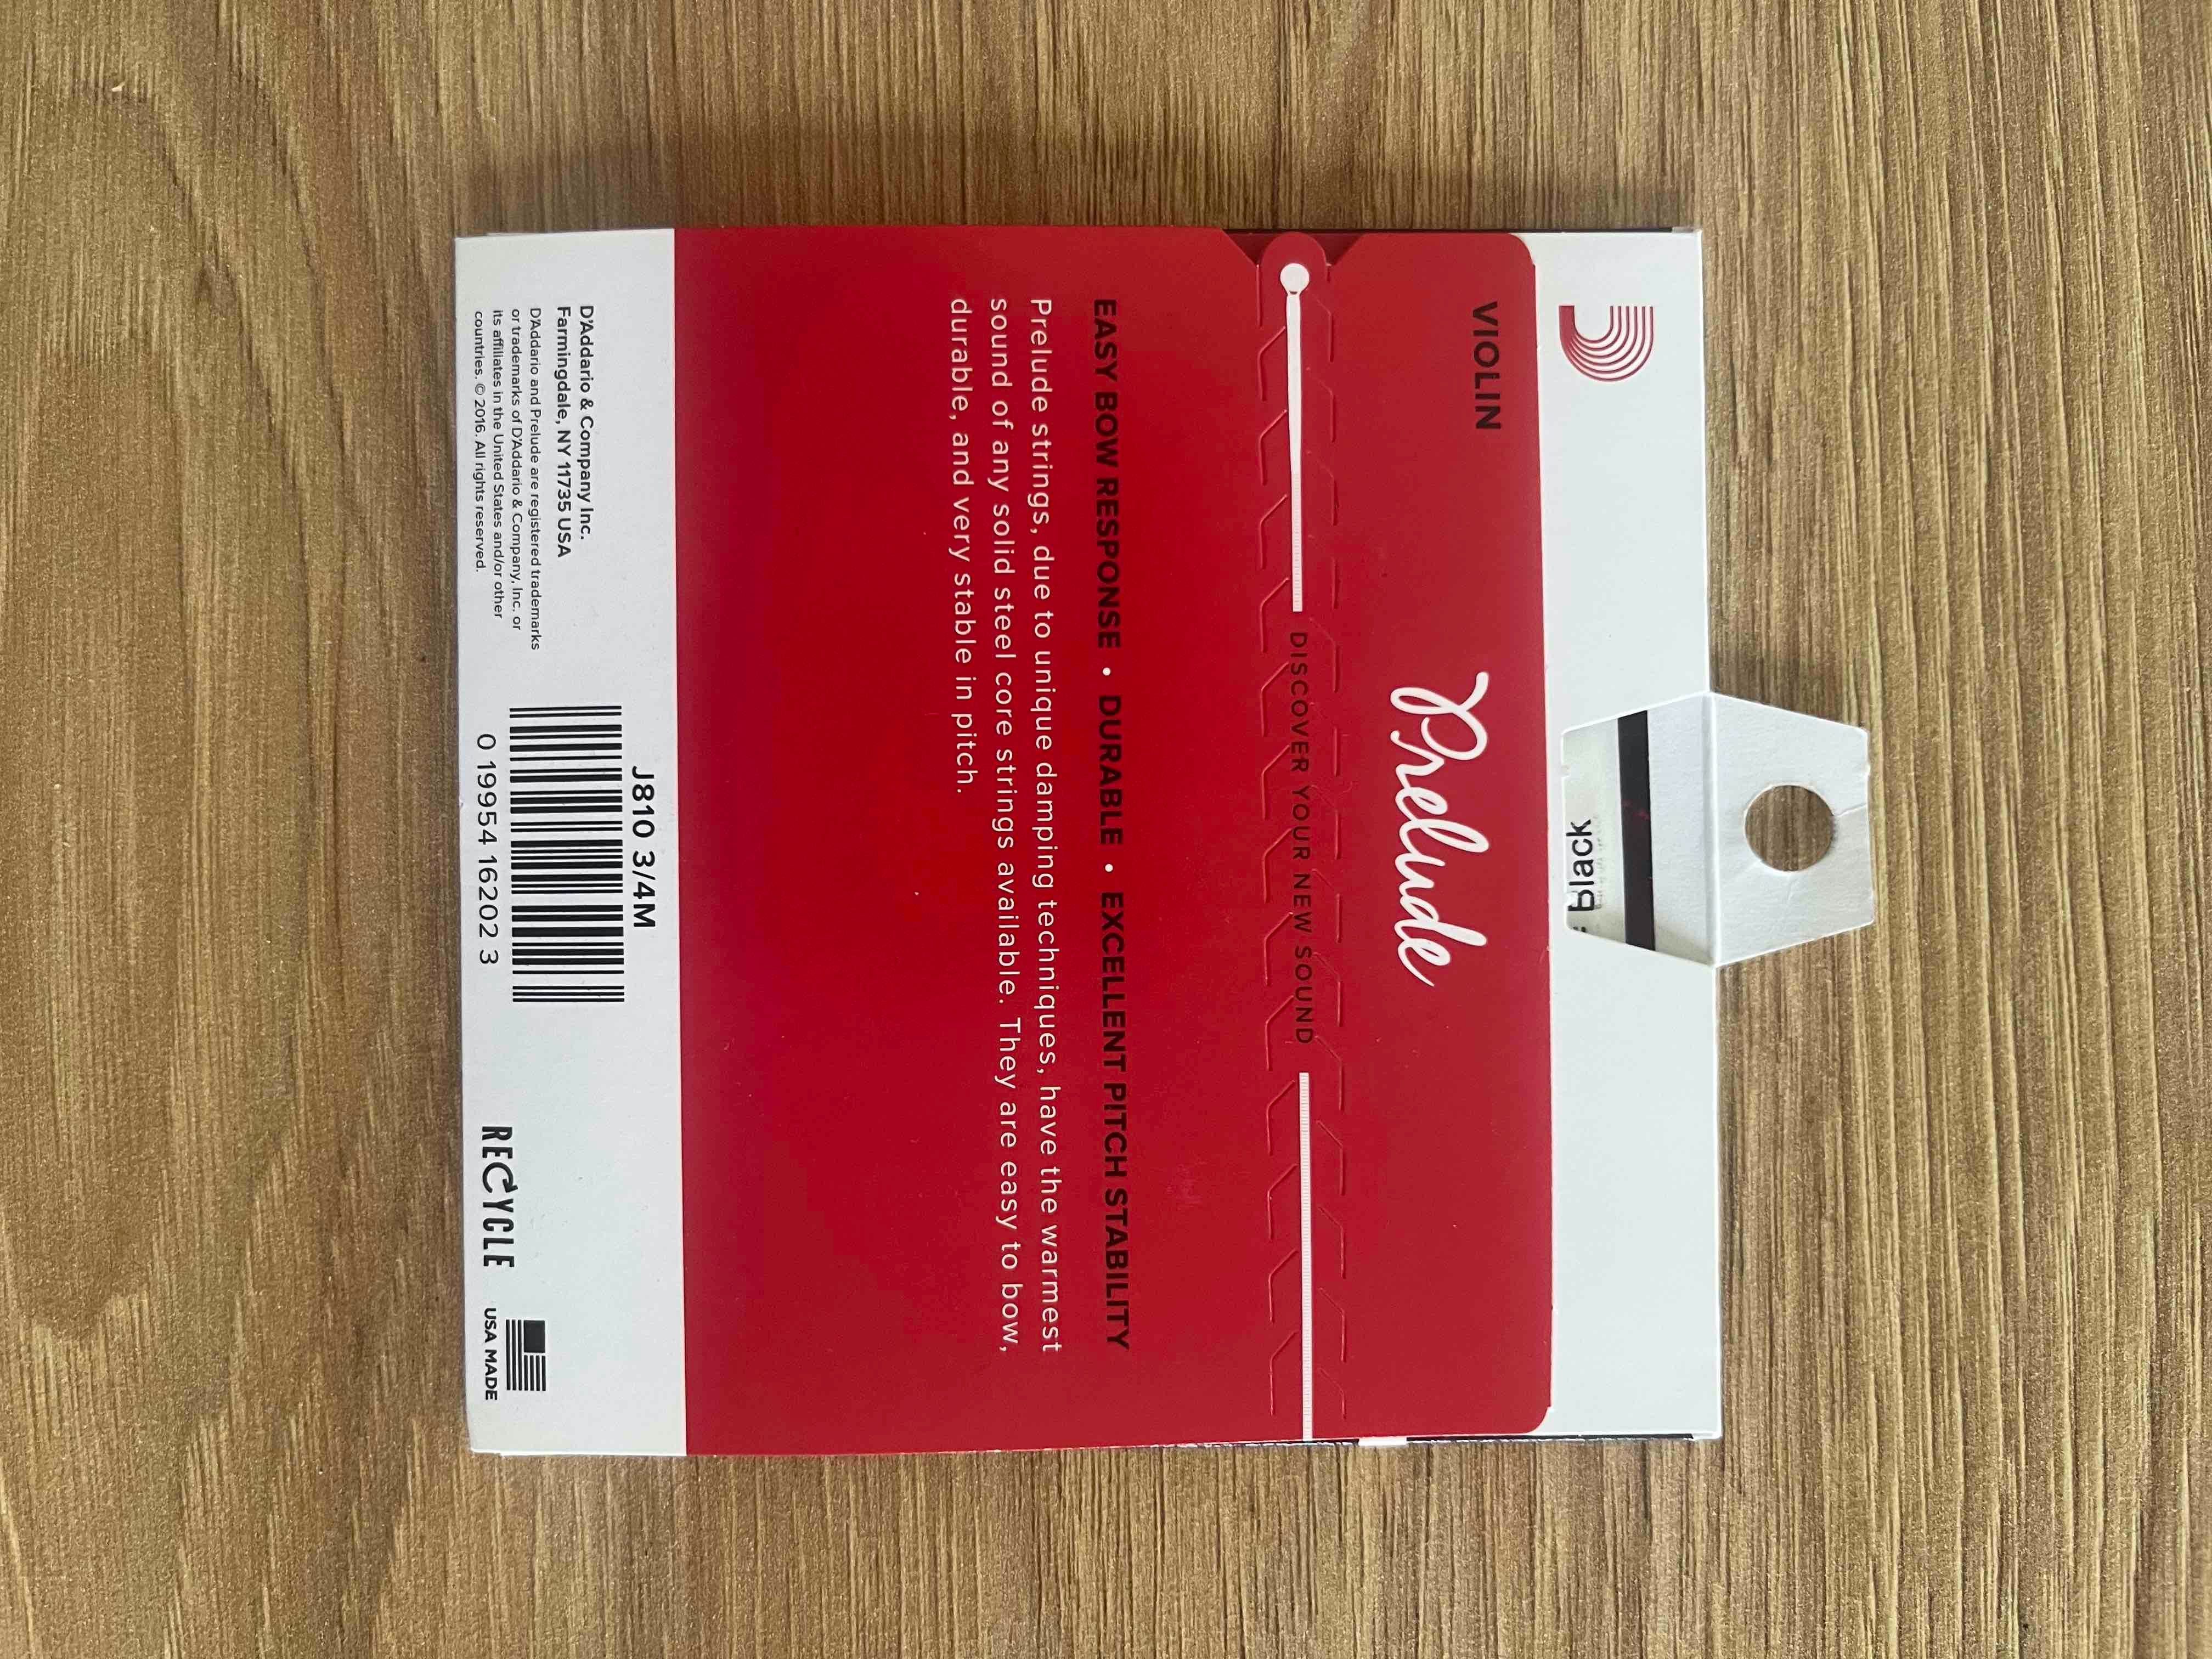 VIOLIN
Prelude
DISCOVER YOUR NEW SOUND
EASY BOW RESPONSE • DURABLE • EXCELLENT PITCH STABILITY
Prelude strings, due to unique damping techniques, have the warmest
sound of any solid steel core strings available. They are easy to bow,
durable, and very stable in pitch.
J810 3/4M
0 19954 16202 3
D'Addario & Company Inc.
Farmingdale, NY 11735 USA
D'Addario and Prelude are registered trademarks
or trademarks of D'Addario & Company, Inc. or
its affiliates in the United States and/or other
countries. © 2016. All rights reserved.
RECYCLE
USA MADE
Black